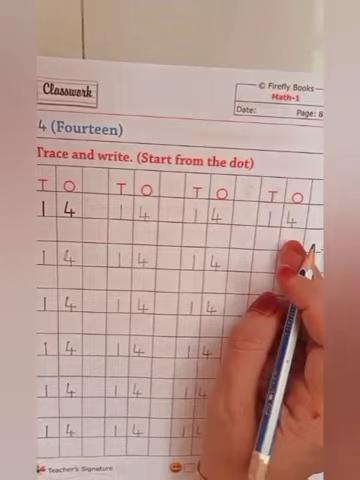 Classwork
© Firefly Books
Math-1
Date: Page: 8
4 (Fourteen)
Trace and write. (Start from the dot)
T O T O T O T O
1 4 1 4 1 4 1 4
1 4 1 4 1 4
1 4 1 4 1 4
1 4 1 4 1 4
1 4 1 4 1 4
1 4 1 4 1 4
Teacher's Signature